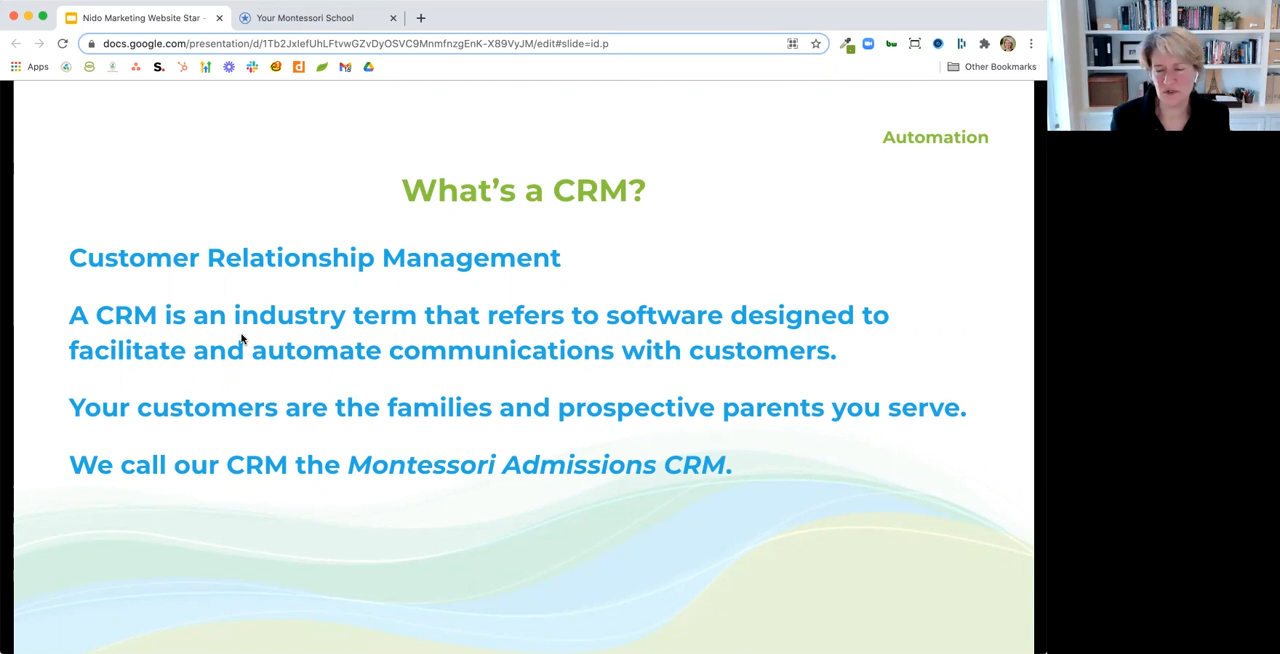 Nido Marketing Website Star -
Your Montessori School
docs.google.com/presentation/d/1Tb2JxIefUhLFtvwGZvDyOSVC9MnmfnzgEnK-X89VyJM/edit#slide=id.p
Apps
Other Bookmarks
Automation
What's a CRM?
Customer Relationship Management
A CRM is an industry term that refers to software designed to
facilitate and automate communications with customers.
Your customers are the families and prospective parents you serve.
We call our CRM the Montessori Admissions CRM.